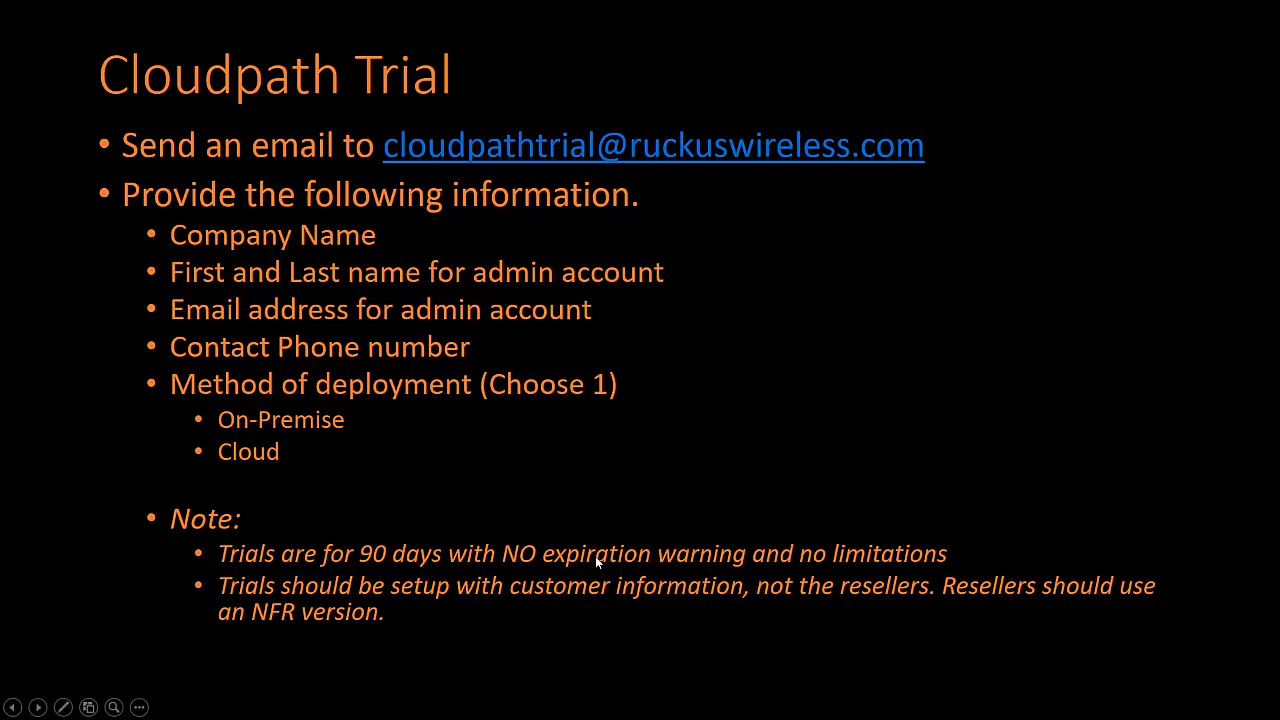 Cloudpath Trial
• Send an email to cloudpathtrial@ruckuswireless.com
• Provide the following information.
• Company Name
• First and Last name for admin account
• Email address for admin account
• Contact Phone number
• Method of deployment (Choose 1)
• On-Premise
• Cloud
• Note:
• Trials are for 90 days with NO expiration warning and no limitations
• Trials should be setup with customer information, not the resellers. Resellers should use
an NFR version.